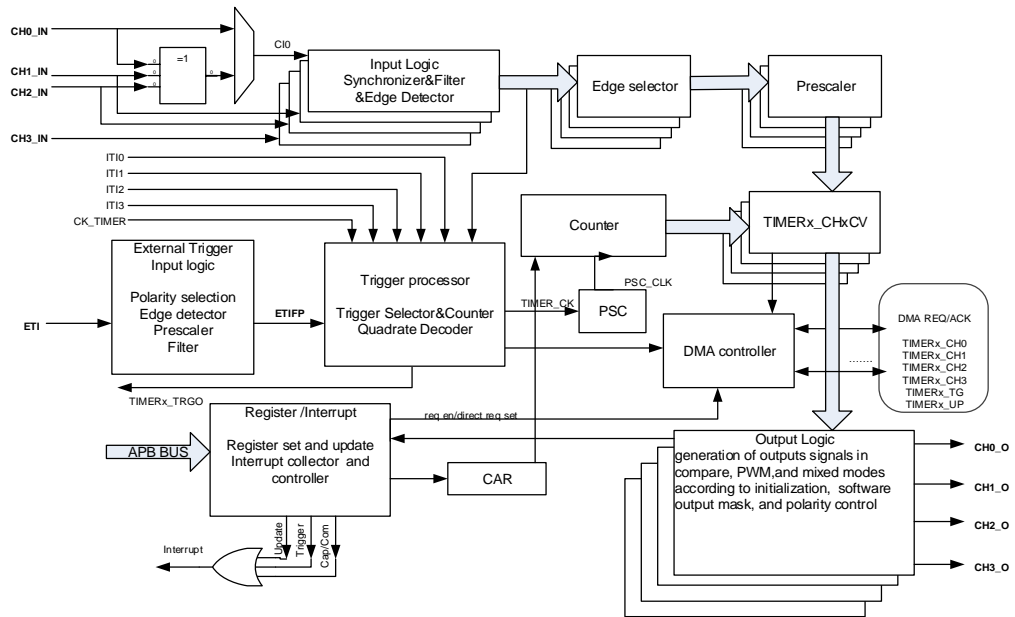 CH0_IN
CH1_IN
CH2_IN
CH3_IN
=1
0
0
0
0
CI0
Input Logic
Synchronizer&Filter
&Edge Detector
Edge selector
Prescaler
ITI0
ITI1
ITI2
ITI3
CK_TIMER
Counter
TIMERx_CHxCV
External Trigger
Input logic
Polarity selection
Edge detector
Prescaler
Filter
ETI
ETIFP
Trigger processor
Trigger Selector&Counter
Quadrate Decoder
TIMER_CK
PSC_CLK
PSC
DMA controller
DMA REQ/ACK
TIMERx_CH0
TIMERx_CH1
TIMERx_CH2
TIMERx_CH3
TIMERx_TG
TIMERx_UP
.......
TIMERx_TRGO
Register /Interrupt
Register set and update
Interrupt collector and
controller
APB BUS
req en/direct req set
CAR
Output Logic
generation of outputs signals in
compare, PWM,and mixed modes
according to initialization, software
output mask, and polarity control
CH0_O
CH1_O
CH2_O
CH3_O
Update
Trigger
Cap/Com
Interrupt